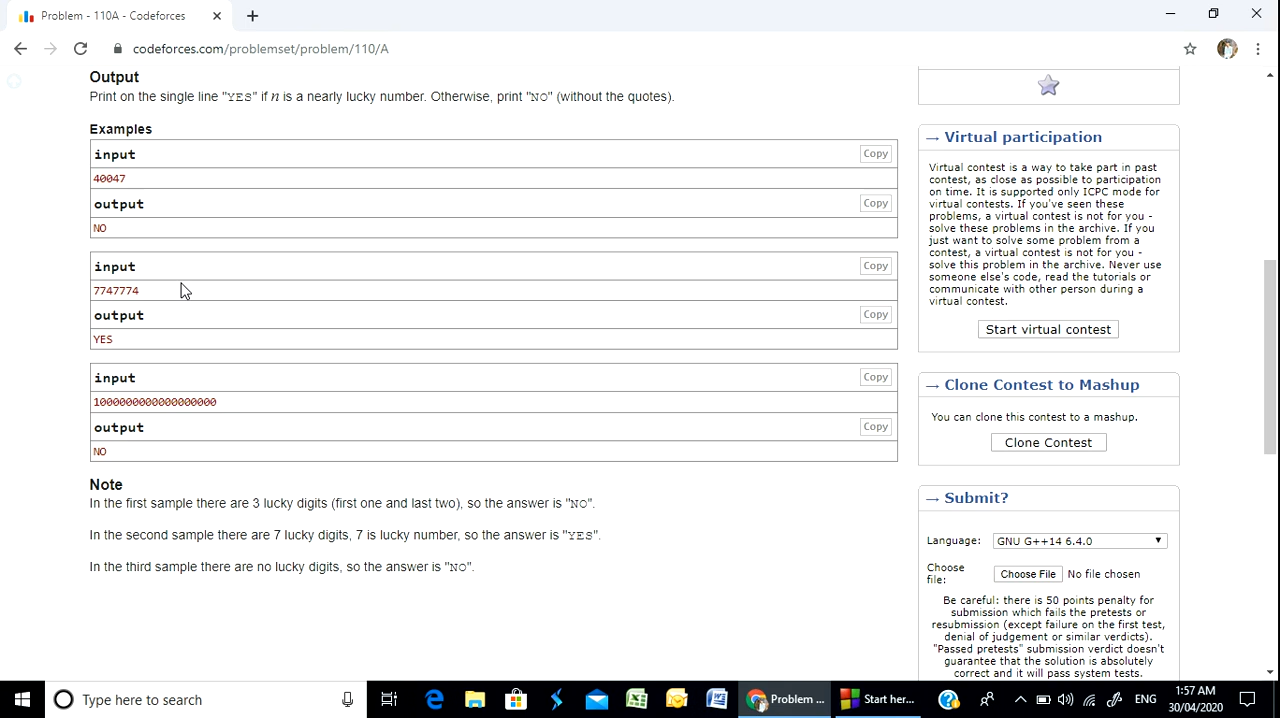 Problem - 110A - Codeforces
codeforces.com/problemset/problem/110/A
Output
Print on the single line "YES" if n is a nearly lucky number. Otherwise, print "NO" (without the quotes).
Examples
input
Copy
40047
output
Copy
NO
input
Copy
7747774
output
Copy
YES
input
Copy
1000000000000000000
output
Copy
NO
Note
In the first sample there are 3 lucky digits (first one and last two), so the answer is "NO".
In the second sample there are 7 lucky digits, 7 is lucky number, so the answer is "YES".
In the third sample there are no lucky digits, so the answer is "NO".
→ Virtual participation
Virtual contest is a way to take part in past
contest, as close as possible to participation
on time. It is supported only ICPC mode for
virtual contests. If you've seen these
problems, a virtual contest is not for you -
solve these problems in the archive. If you
just want to solve some problem from a
contest, a virtual contest is not for you -
solve this problem in the archive. Never use
someone else's code, read the tutorials or
communicate with other person during a
virtual contest.
Start virtual contest
→ Clone Contest to Mashup
You can clone this contest to a mashup.
Clone Contest
→ Submit?
Language: GNU G++14 6.4.0
Choose
file:
Choose File No file chosen
Be careful: there is 50 points penalty for
submission which fails the pretests or
resubmission (except failure on the first test,
denial of judgement or similar verdicts).
"Passed pretests" submission verdict doesn't
guarantee that the solution is absolutely
correct and it will pass system tests.
Type here to search
Problem ...
Start her...
ENG
1:57 AM
30/04/2020